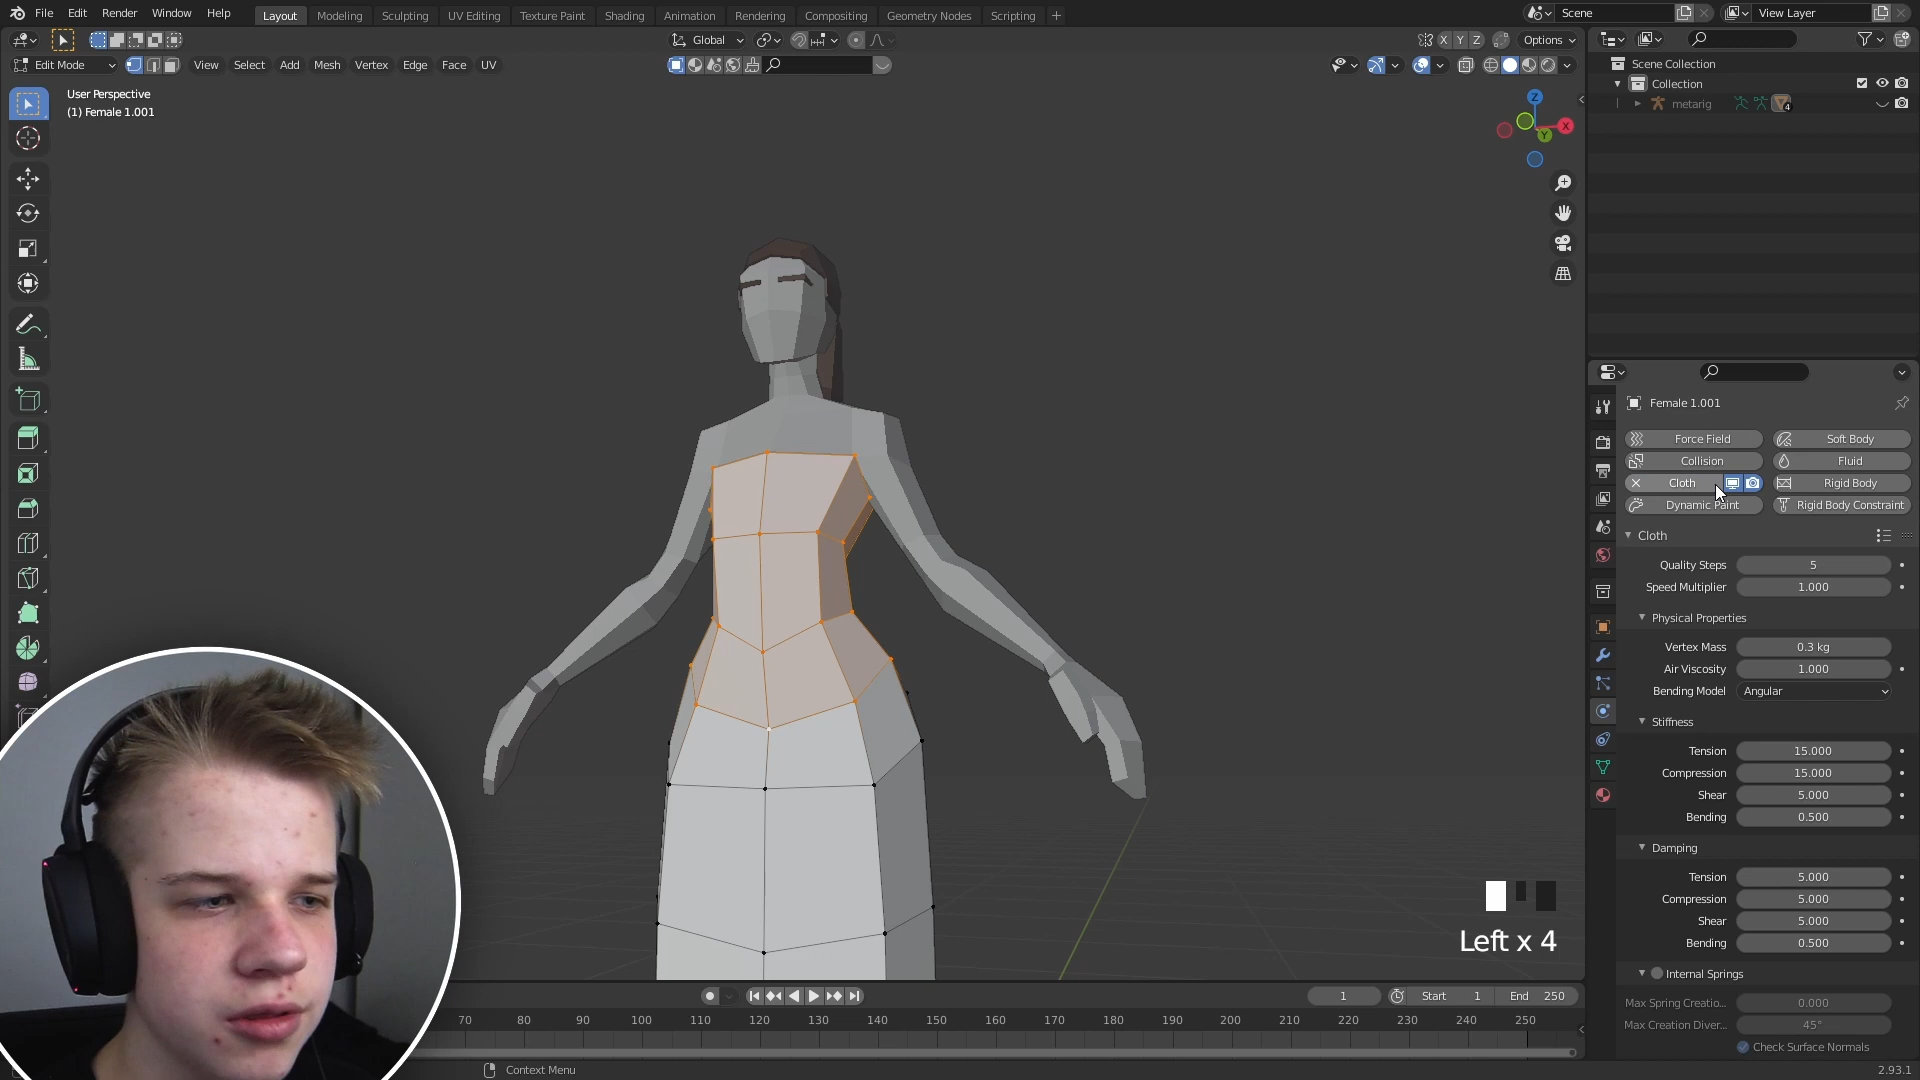 File Edit Render Window Help Layout Modeling Sculpting UV Editing Texture Paint Shading Animation Rendering Compositing Geometry Nodes Scripting + Scene View Layer
Global X Y Z Options
Edit Mode View Select Add Mesh Vertex Edge Face UV
User Perspective
(1) Female 1.001
Z
X
Y
Scene Collection
Collection
metarig 4
Female 1.001
Force Field Soft Body
Collision Fluid
Cloth Rigid Body
Dynamic Paint Rigid Body Constraint
Cloth
Quality Steps 5
Speed Multiplier 1.000
Physical Properties
Vertex Mass 0.3 kg
Air Viscosity 1.000
Bending Model Angular
Stiffness
Tension 15.000
Compression 15.000
Shear 5.000
Bending 0.500
Damping
Tension 5.000
Compression 5.000
Shear 5.000
Bending 0.500
Internal Springs
Max Spring Creatio... 0.000
Max Creation Diver... 45°
Check Surface Normals
Left x 4
1 Start 1 End 250
70 80 90 100 110 120 130 140 150 160 170 180 190 200 210 220 230 240 250
Context Menu
2.93.1